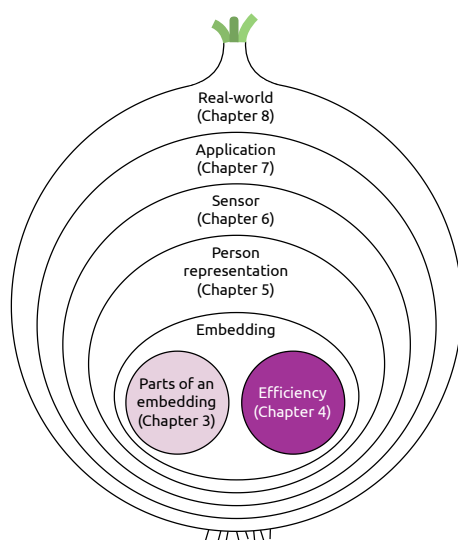 Real-world
(Chapter 8)
Application
(Chapter 7)
Sensor
(Chapter 6)
Person
representation
(Chapter 5)
Embedding
Parts of an
embedding
(Chapter 3)
Efficiency
(Chapter 4)